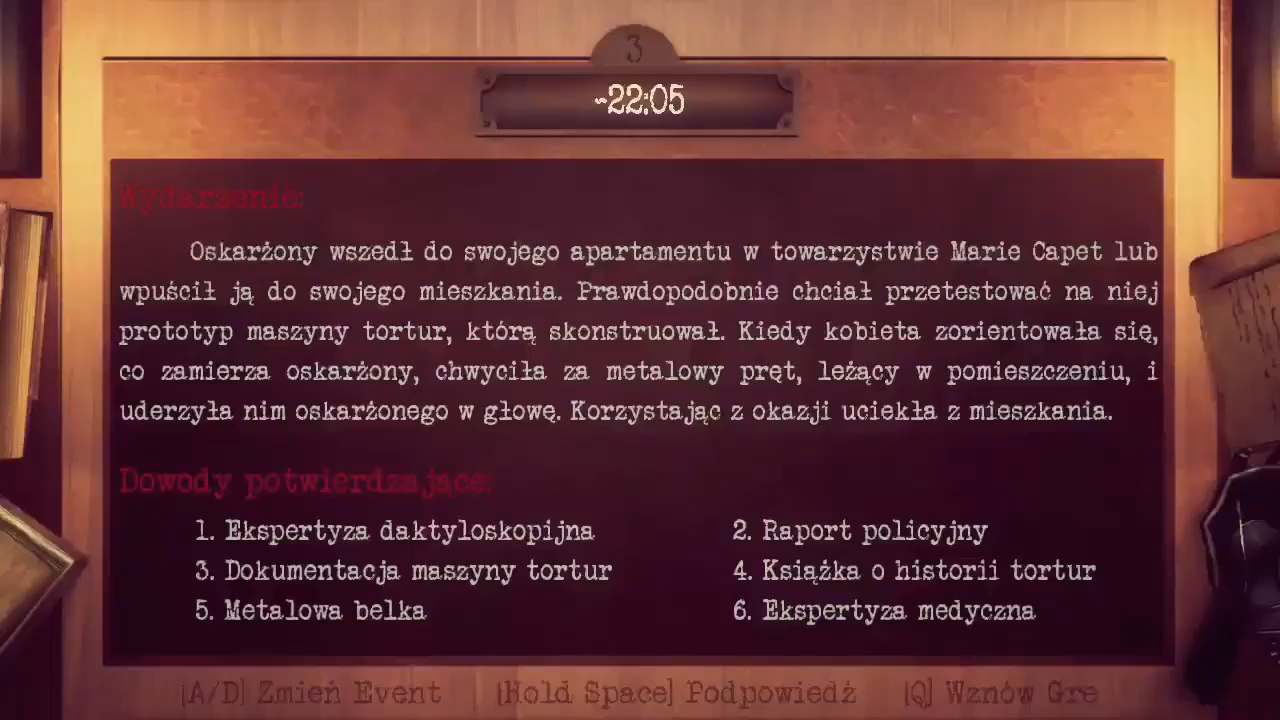 3
~22:05
Wydarzenie:
Oskarżony wszedł do swojego apartamentu w towarzystwie Marie Capet lub
wpuścił ją do swojego mieszkania. Prawdopodobnie chciał przetestować na niej
prototyp maszyny tortur, którą skonstruował. Kiedy kobieta zorientowała się,
co zamierza oskarżony, chwyciła za metalowy pręt, leżący w pomieszczeniu, i
uderzyła nim oskarżonego w głowę. Korzystając z okazji uciekła z mieszkania.
Dowody potwierdzające:
1. Ekspertyza daktyloskopijna
2. Raport policyjny
3. Dokumentacja maszyny tortur
4. Książka o historii tortur
5. Metalowa belka
6. Ekspertyza medyczna
[A/D] Zmień Event [Hold Space] Podpowiedź [Q] Wznów Gre